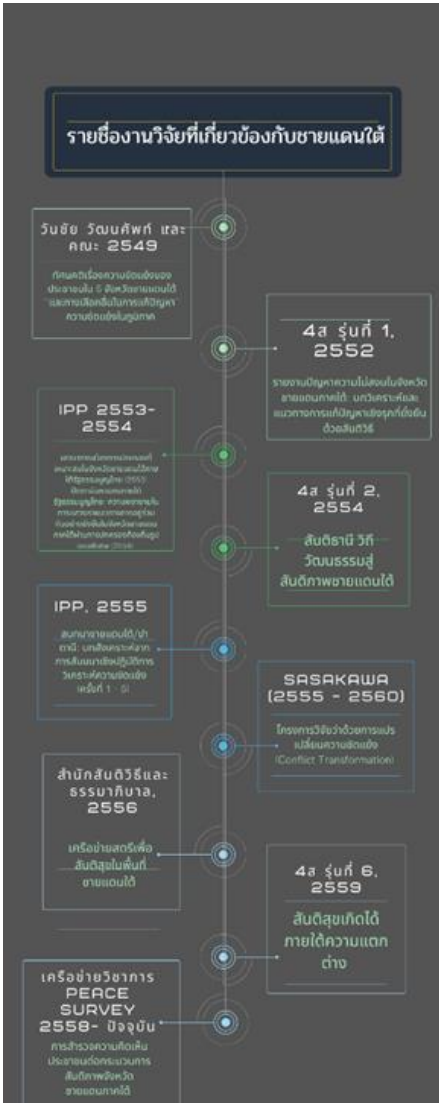 รายชื่องานวิจัยที่เกี่ยวข้องกับชายแดนใต้
วันชัย วัฒนศัพท์ และ
คณะ 2549
ทัศนคติเรื่องความขัดแย้งของ
ประชาชนใน 5 จังหวัดชายแดนใต้
และทางเลือกอื่นในการแก้ปัญหา
ความขัดแย้งในภูมิภาค
4ส รุ่นที่ 1,
2552
รายงานปัญหาความไม่สงบในจังหวัด
ชายแดนภาคใต้: บทวิเคราะห์และ
แนวทางการแก้ปัญหาเชิงรุกที่ยั่งยืน
ด้วยสันติวิธี
IPP 2553-
2554
4ส รุ่นที่ 2,
2554
สันติธานี วิถี
วัฒนธรรมสู่
สันติภาพชายแดนใต้
IPP, 2555
สนทนาชายแดนใต้/ปา
ตานี: บทสังเคราะห์จาก
การสัมมนาเชิงปฏิบัติการ
วิเคราะห์ความขัดแย้ง
(ครั้งที่ 1 - 5)
SASAKAWA
(2555 - 2560)
โครงการวิจัยว่าด้วยการแปร
เปลี่ยนความขัดแย้ง
(Conflict Transformation)
สำนักสันติวิธีและ
ธรรมาภิบาล,
2556
เครือข่ายสตรีเพื่อ
สันติสุขในพื้นที่
ชายแดนใต้
4ส รุ่นที่ 6,
2559
สันติสุขเกิดได้
ภายใต้ความแตก
ต่าง
เครือข่ายวิชาการ
PEACE
SURVEY
2558- ปัจจุบัน
การสำรวจความคิดเห็น
ประชาชนต่อกระบวนการ
สันติภาพจังหวัด
ชายแดนภาคใต้